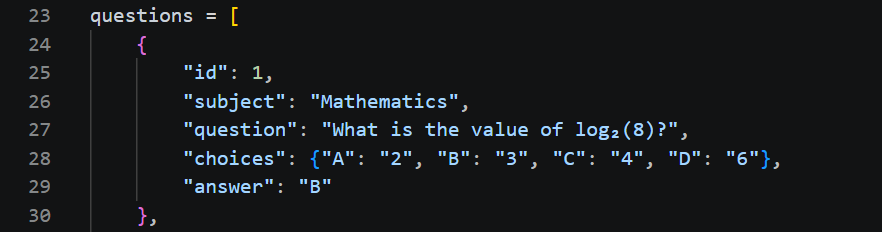 23 questions = [
24 {
25 "id": 1,
26 "subject": "Mathematics",
27 "question": "What is the value of log₂(8)?",
28 "choices": {"A": "2", "B": "3", "C": "4", "D": "6"},
29 "answer": "B"
30 },